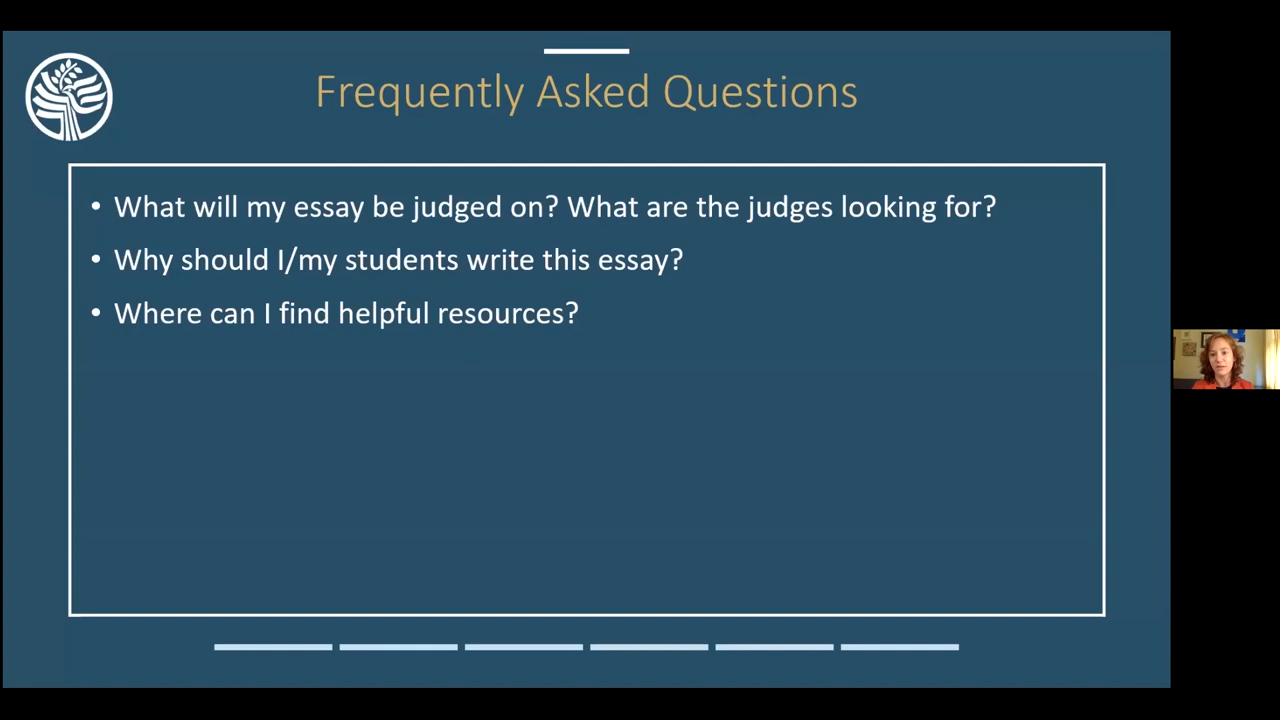 Frequently Asked Questions
• What will my essay be judged on? What are the judges looking for?
• Why should I/my students write this essay?
• Where can I find helpful resources?